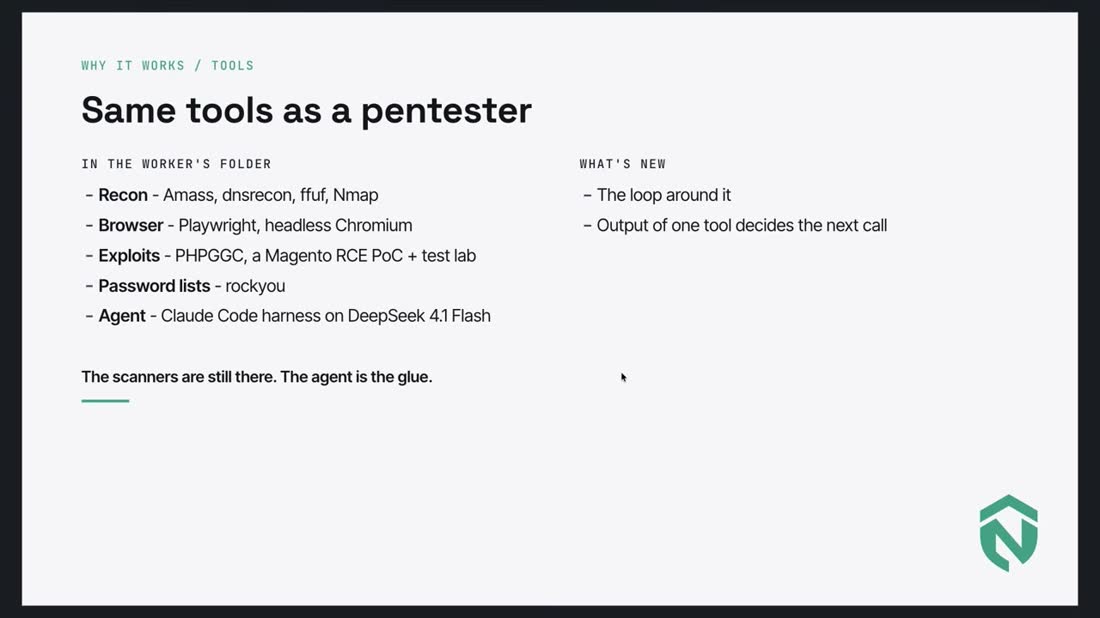 WHY IT WORKS / TOOLS
Same tools as a pentester
IN THE WORKER'S FOLDER
– Recon - Amass, dnsrecon, ffuf, Nmap
– Browser - Playwright, headless Chromium
– Exploits - PHPGGC, a Magento RCE PoC + test lab
– Password lists - rockyou
– Agent - Claude Code harness on DeepSeek 4.1 Flash
WHAT'S NEW
– The loop around it
– Output of one tool decides the next call
The scanners are still there. The agent is the glue.